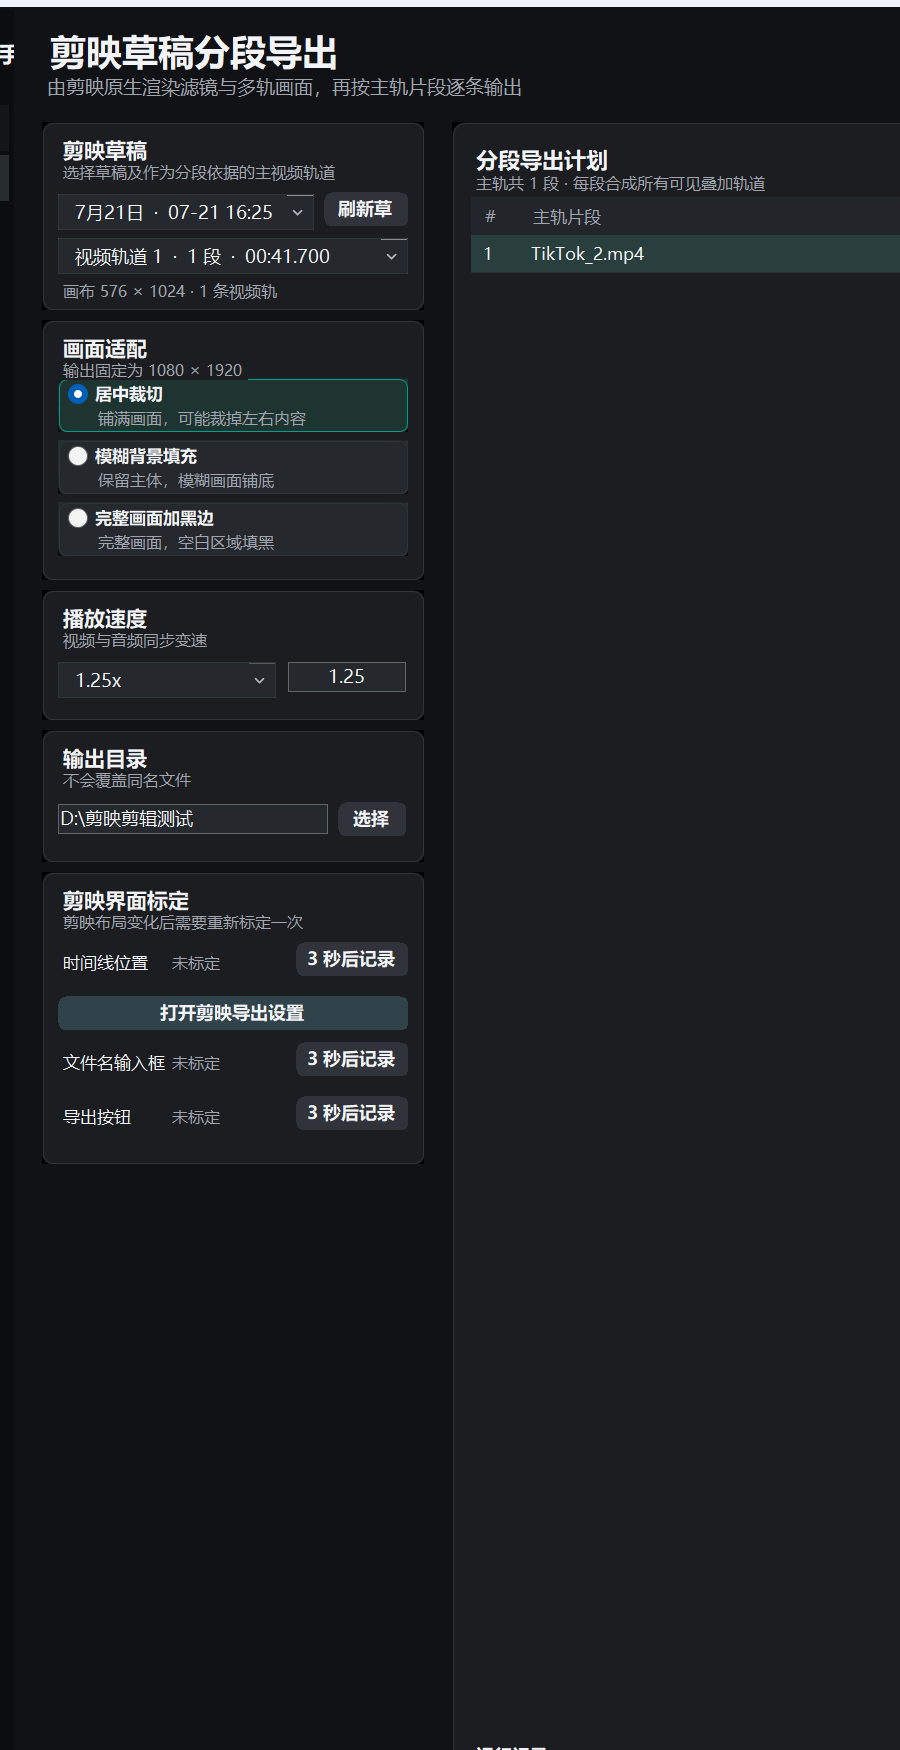 剪映草稿分段导出
由剪映原生渲染滤镜与多轨画面，再按主轨片段逐条输出
剪映草稿
选择草稿及作为分段依据的主视频轨道
7月21日 · 07-21 16:25
刷新草
视频轨道 1 · 1 段 · 00:41.700
画布 576 × 1024 · 1 条视频轨
画面适配
输出固定为 1080 × 1920
居中裁切
铺满画面，可能裁掉左右内容
模糊背景填充
保留主体，模糊画面铺底
完整画面加黑边
完整画面，空白区域填黑
播放速度
视频与音频同步变速
1.25x
1.25
输出目录
不会覆盖同名文件
D:\剪映剪辑测试
选择
剪映界面标定
剪映布局变化后需要重新标定一次
时间线位置 未标定 3 秒后记录
打开剪映导出设置
文件名输入框 未标定 3 秒后记录
导出按钮 未标定 3 秒后记录
分段导出计划
主轨共 1 段 · 每段合成所有可见叠加轨道
# 主轨片段
1 TikTok_2.mp4